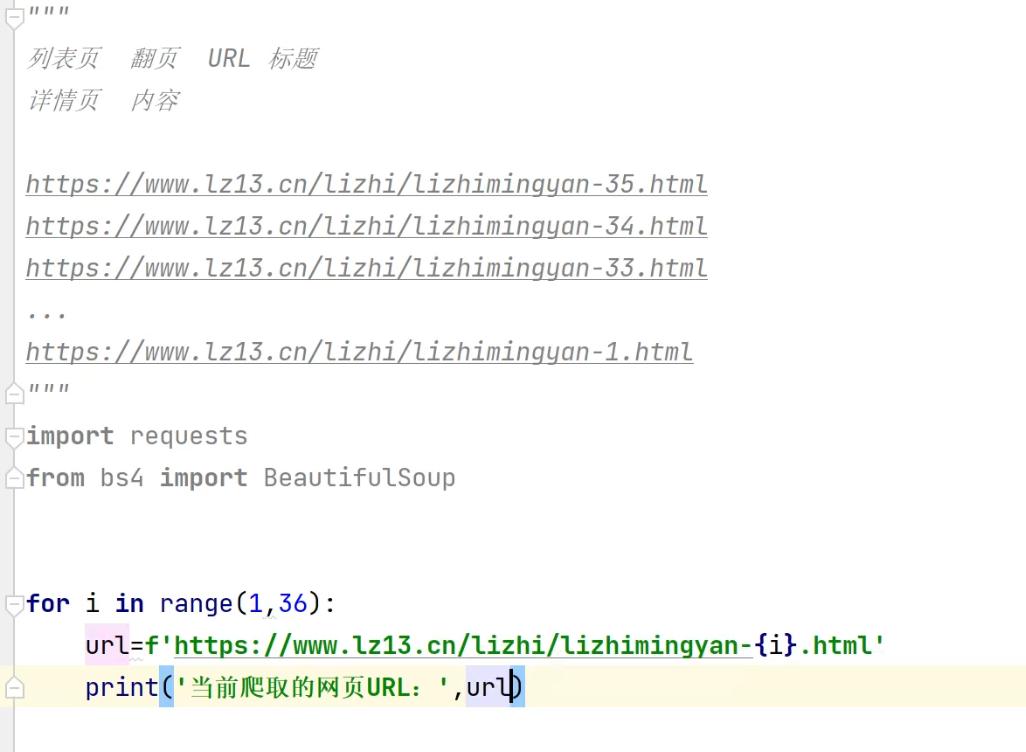 """
列表页  翻页  URL 标题
详情页  内容
https://www.lz13.cn/lizhi/lizhimingyan-35.html
https://www.lz13.cn/lizhi/lizhimingyan-34.html
https://www.lz13.cn/lizhi/lizhimingyan-33.html
...
https://www.lz13.cn/lizhi/lizhimingyan-1.html
"""
import requests
from bs4 import BeautifulSoup
for i in range(1,36):
    url=f'https://www.lz13.cn/lizhi/lizhimingyan-{i}.html'
    print('当前爬取的网页URL：',url)